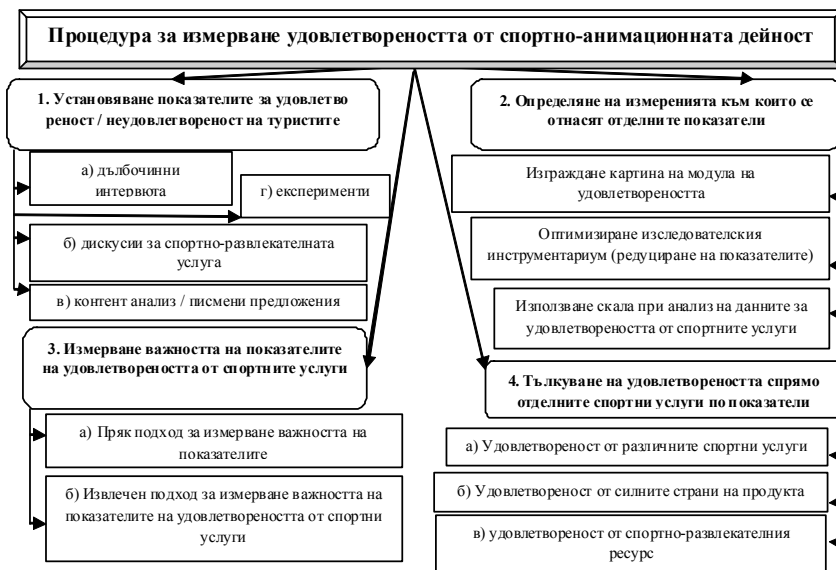 Процедура за измерване удовлетвореността от спортно-анимационната дейност
1. Установяване показателите за удовлетво
реност / неудовлетвореност на туристите
а) дълбочинни
интервюта
г) експерименти
б) дискусии за спортно-развлекателната
услуга
в) контент анализ / писмени предложения
2. Определяне на измеренията към които се
отнасят отделните показатели
Изграждане картина на модула на
удовлетвореността
Оптимизиране изследователския
инструментариум (редуциране на показателите)
Използване скала при анализ на данните за
удовлетвореността от спортните услуги
3. Измерване важността на показателите
на удовлетвореността от спортните услуги
а) Пряк подход за измерване важността на
показателите
б) Извлечен подход за измерване важността на
показателите на удовлетвореността от спортни
услуги
4. Тълкуване на удовлетвореността спрямо
отделните спортни услуги по показатели
а) Удовлетвореност от различните спортни услуги
б) Удовлетвореност от силните страни на продукта
в) удовлетвореност от спортно-развлекателния
ресурс